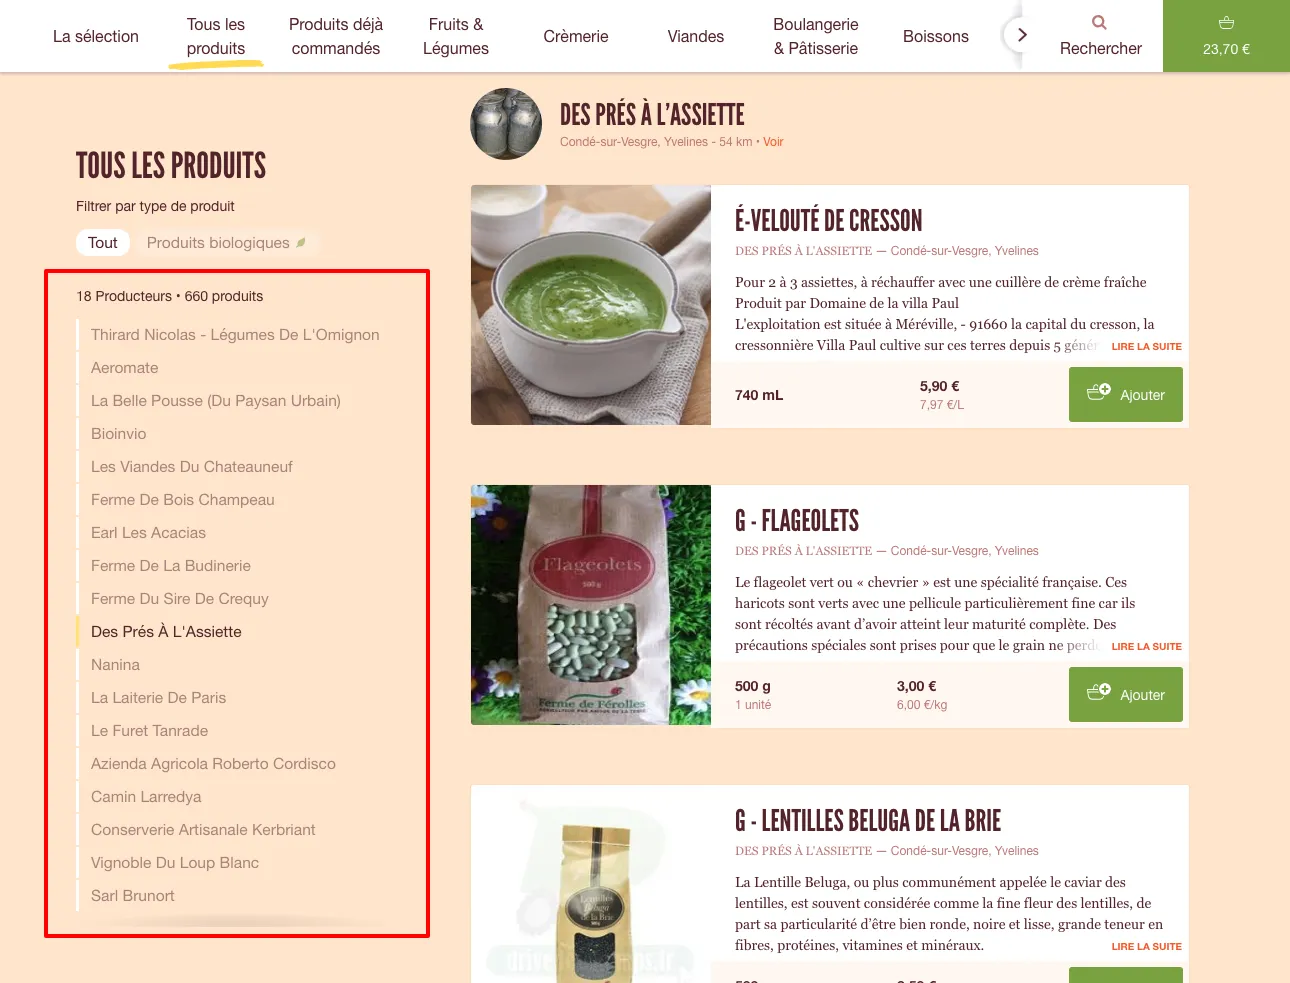 La sélection
Tous les
produits
Produits déjà
commandés
Fruits &
Légumes
Crèmerie
Viandes
Boulangerie
& Pâtisserie
Boissons
Rechercher
23,70 €
TOUS LES PRODUITS
Filtrer par type de produit
Tout
Produits biologiques
18 Producteurs • 660 produits
Thirard Nicolas - Légumes De L'Omignon
Aeromate
La Belle Pousse (Du Paysan Urbain)
Bioinvio
Les Viandes Du Chateauneuf
Ferme De Bois Champeau
Earl Les Acacias
Ferme De La Budinerie
Ferme Du Sire De Crequy
Des Prés À L'Assiette
Nanina
La Laiterie De Paris
Le Furet Tanrade
Azienda Agricola Roberto Cordisco
Camin Larredya
Conserverie Artisanale Kerbriant
Vignoble Du Loup Blanc
Sarl Brunort
DES PRÉS À L’ASSIETTE
Condé-sur-Vesgre, Yvelines - 54 km • Voir
É-VELOUTÉ DE CRESSON
DES PRÉS À L'ASSIETTE — Condé-sur-Vesgre, Yvelines
Pour 2 à 3 assiettes, à réchauffer avec une cuillère de crème fraîche
Produit par Domaine de la villa Paul
L'exploitation est située à Méréville, - 91660 la capital du cresson, la
cressonnière Villa Paul cultive sur ces terres depuis 5 génér LIRE LA SUITE
740 mL
5,90 €
7,97 €/L
Ajouter
Flageolets
500 g
Ferme de Férolles
G - FLAGEOLETS
DES PRÉS À L'ASSIETTE — Condé-sur-Vesgre, Yvelines
Le flageolet vert ou « chevrier » est une spécialité française. Ces
haricots sont verts avec une pellicule particulièrement fine car ils
sont récoltés avant d’avoir atteint leur maturité complète. Des
précautions spéciales sont prises pour que le grain ne perd LIRE LA SUITE
500 g
1 unité
3,00 €
6,00 €/kg
Ajouter
Lentilles
Beluga
de la Brie
G - LENTILLES BELUGA DE LA BRIE
DES PRÉS À L'ASSIETTE — Condé-sur-Vesgre, Yvelines
La Lentille Beluga, ou plus communément appelée le caviar des
lentilles, est souvent considérée comme la fine fleur des lentilles, de
part sa particularité d’être bien ronde, noire et lisse, grande teneur en
fibres, protéines, vitamines et minéraux. LIRE LA SUITE